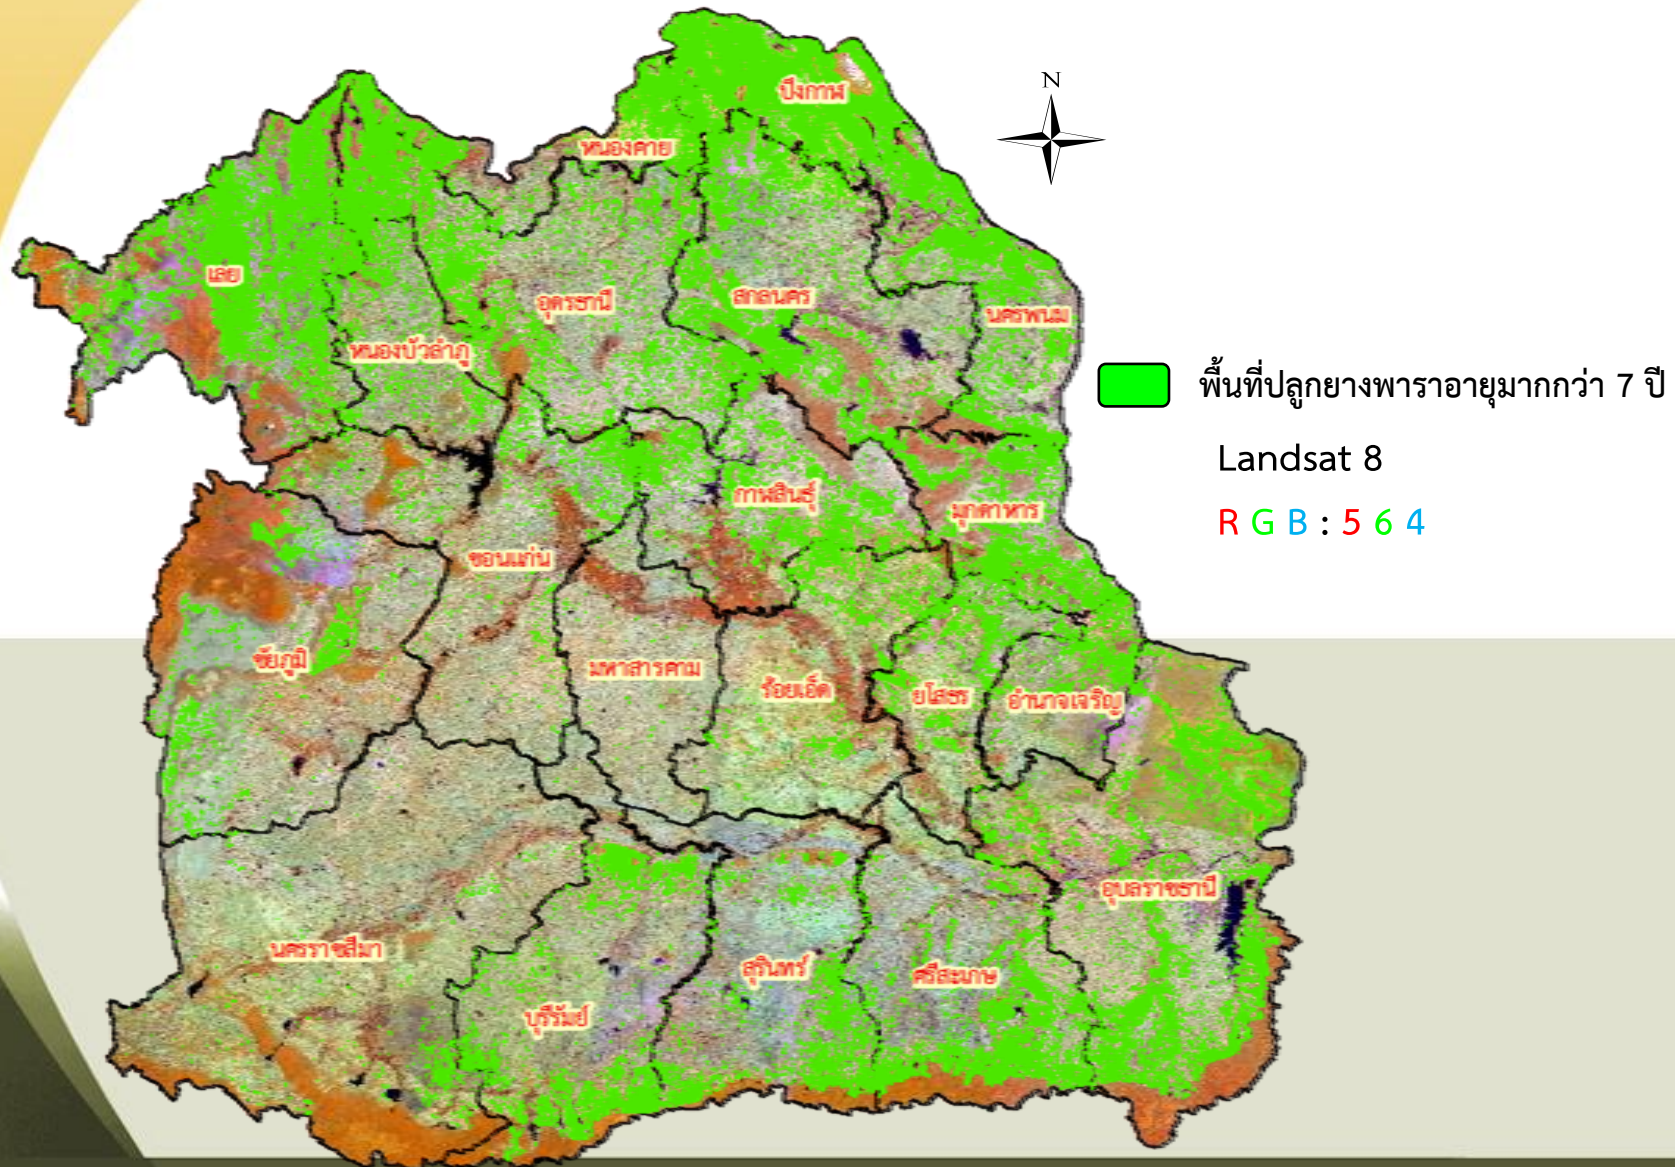 N
บึงกาฬ
หนองคาย
เลย
อุดรธานี
สกลนคร
นครพนม
หนองบัวลำภู
พื้นที่ปลูกยางพาราอายุมากกว่า 7 ปี
Landsat 8
R G B : 5 6 4
กาฬสินธุ์
มุกดาหาร
ขอนแก่น
ชัยภูมิ
มหาสารคาม
ร้อยเอ็ด
ยโสธร
อำนาจเจริญ
อุบลราชธานี
นครราชสีมา
บุรีรัมย์
สุรินทร์
ศรีสะเกษ